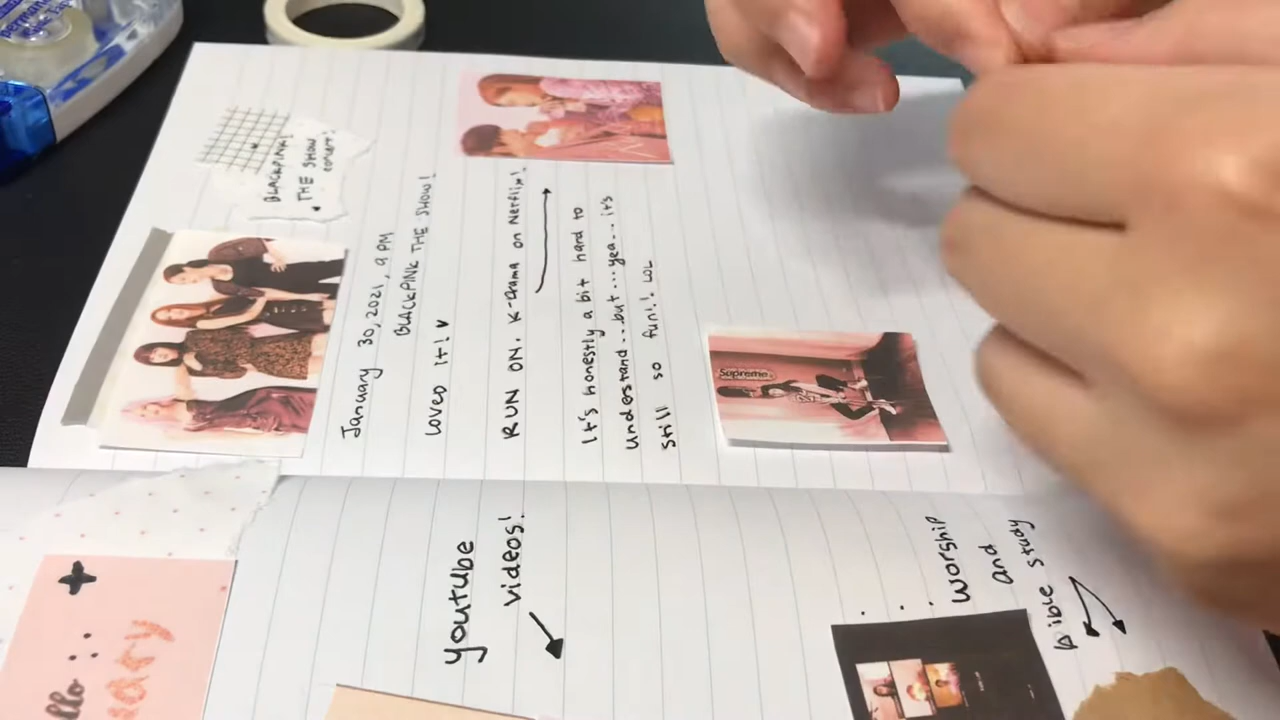 BLACKPINK!
THE SHOW
concert!
January 30, 2021, 9 PM
BLACKPINK THE SHOW!
LOVED IT!
RUN ON. K-Drama on Netflix!
It's honestly a bit hard to
understand...but...yea...it's
still so fun!! LOL
Supreme
youtube
videos!
worship
and
bible study